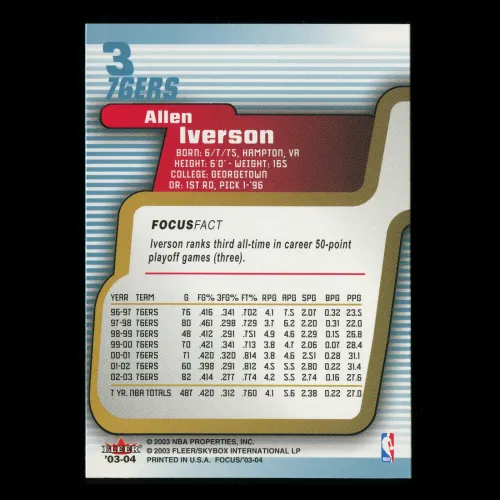 3
76ERS
Allen
Iverson
BORN: 6/7/75, HAMPTON, VA
HEIGHT: 6'0" • WEIGHT: 165
COLLEGE: GEORGETOWN
DR: 1ST RD, PICK 1-'96
FOCUSFACT
Iverson ranks third all-time in career 50-point
playoff games (three).
YEAR TEAM G FG% 3FG% FT% RPG APG SPG BPG PPG
96-97 76ERS 76 .416 .341 .702 4.1 7.5 2.07 0.32 23.5
97-98 76ERS 80 .461 .298 .729 3.7 6.2 2.20 0.31 22.0
98-99 76ERS 48 .412 .291 .751 4.9 4.6 2.29 0.15 26.8
99-00 76ERS 70 .421 .341 .713 3.8 4.7 2.06 0.07 28.4
00-01 76ERS 71 .420 .320 .814 3.8 4.6 2.51 0.28 31.1
01-02 76ERS 60 .398 .291 .812 4.5 5.5 2.80 0.22 31.4
02-03 76ERS 82 .414 .277 .774 4.2 5.5 2.74 0.16 27.6
7 YR. NBA TOTALS 487 .420 .312 .760 4.1 5.6 2.38 0.22 27.0
FLEER
'03-04
© 2003 NBA PROPERTIES, INC.
© 2003 FLEER/SKYBOX INTERNATIONAL LP
PRINTED IN U.S.A. FOCUS/'03-04
NBA